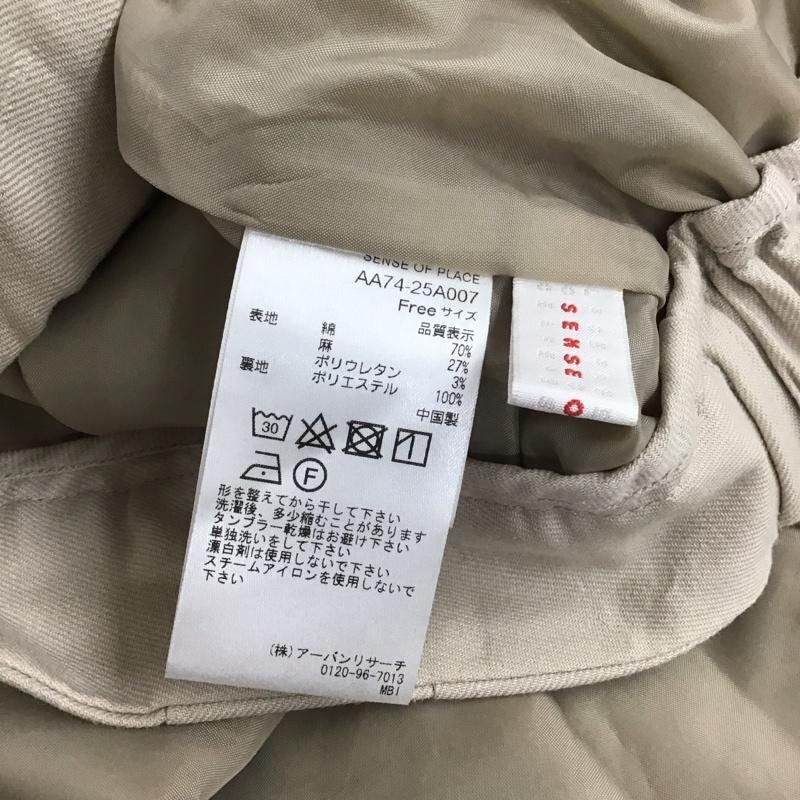 SENSE OF PLACE
AA74-25A007
Free サイズ
品質表示
表地 綿 70%
麻 27%
ポリウレタン 3%
裏地 ポリエステル 100%
中国製
30
F
形を整えてから干して下さい
洗濯後、多少縮むことがあります
タンブラー乾燥はお避け下さい
単独洗いをして下さい
漂白剤は使用しないで下さい
スチームアイロンを使用しないで
下さい
(株)アーバンリサーチ
0120-96-7013
MBI
SENSE O